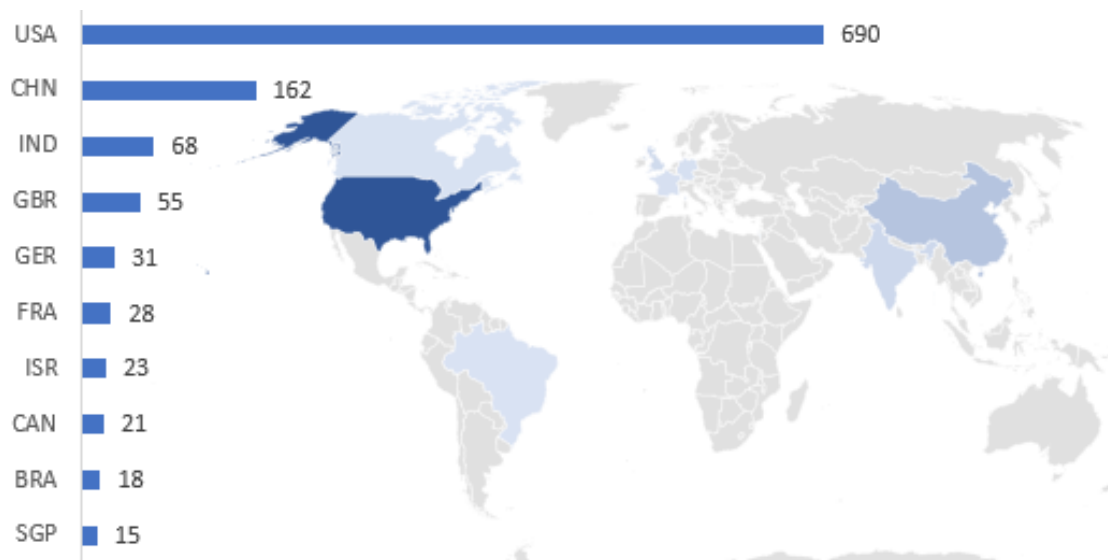 USA 690
CHN 162
IND 68
GBR 55
GER 31
FRA 28
ISR 23
CAN 21
BRA 18
SGP 15